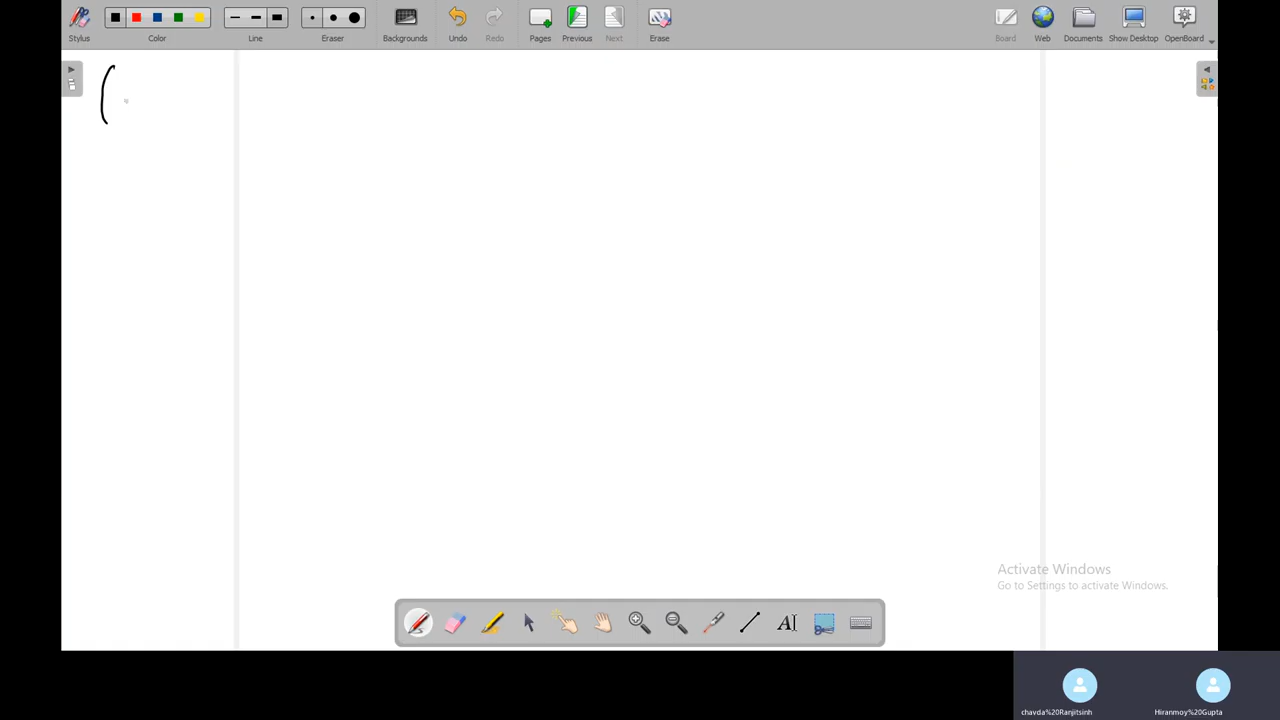 Stylus Color Line Eraser Backgrounds Undo Redo Pages Previous Next Erase Board Web Documents Show Desktop OpenBoard
(
Activate Windows
Go to Settings to activate Windows.
chavda%20Ranjitsinh Hiranmoy%20Gupta